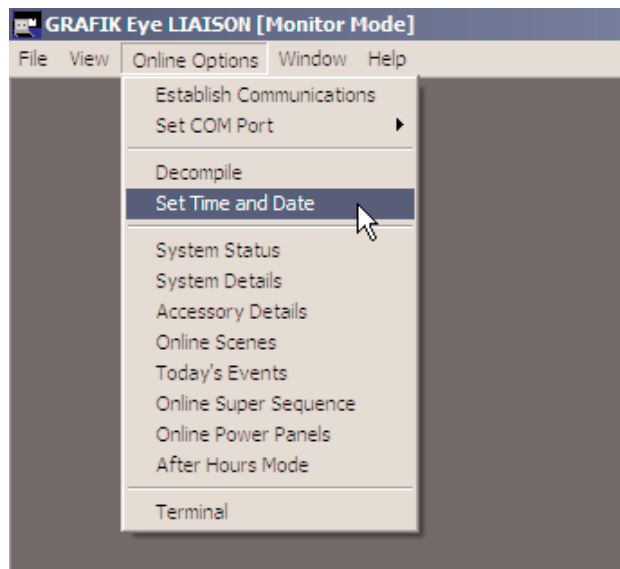 GRAFIK Eye LIAISON [Monitor Mode]
File View Online Options Window Help
Establish Communications
Set COM Port
Decompile
Set Time and Date
System Status
System Details
Accessory Details
Online Scenes
Today's Events
Online Super Sequence
Online Power Panels
After Hours Mode
Terminal